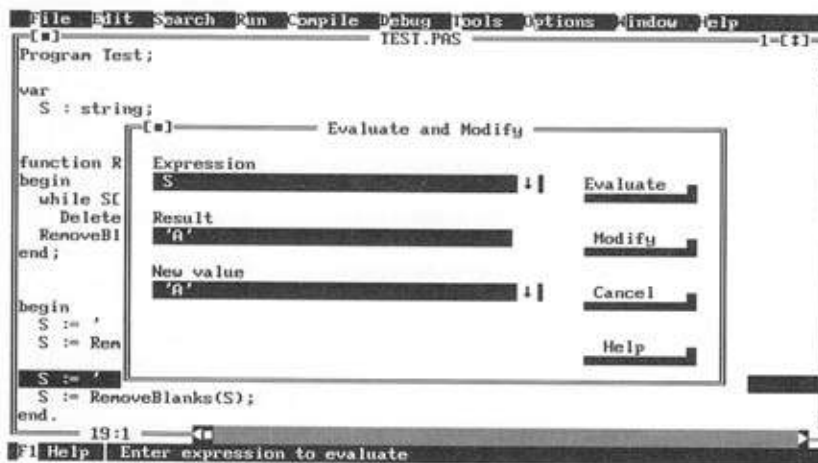 File Edit Search Run Compile Debug Tools Options Window Help
[■] TEST.PAS 1=[↕]
Program Test;
var
S : string;
[■] Evaluate and Modify
function R
begin
while S[
Delete
RemoveBl
end;
Expression
S
Evaluate
Result
'A'
Modify
New value
'A'
Cancel
Help
begin
S := '
S := Rem
S := '
S := RemoveBlanks(S);
end.
19:1
F1 Help | Enter expression to evaluate